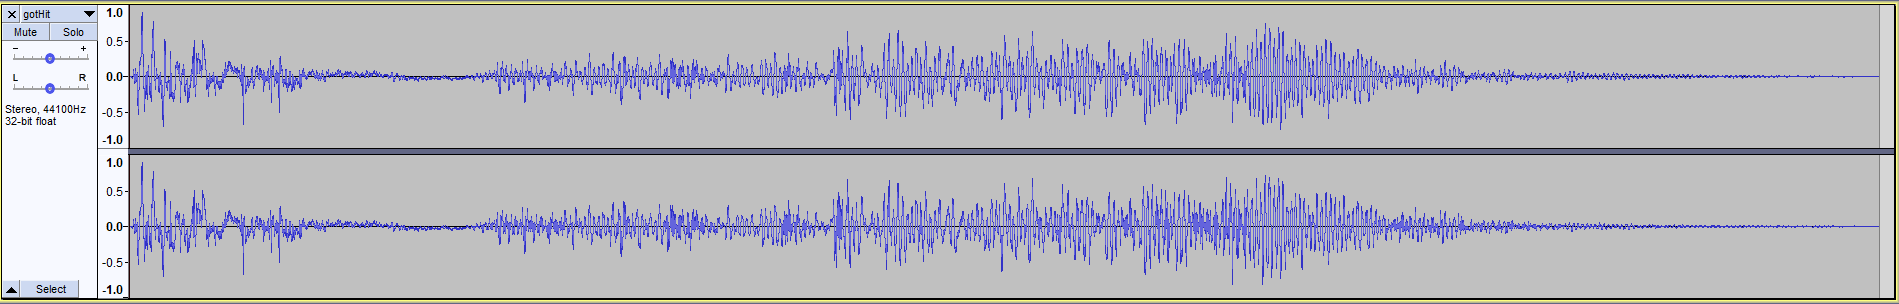 gotHit
Mute Solo
- +
L R
Stereo, 44100Hz
32-bit float
Select
1.0
0.5-
0.0-
-0.5-
-1.0
1.0
0.5-
0.0-
-0.5-
-1.0